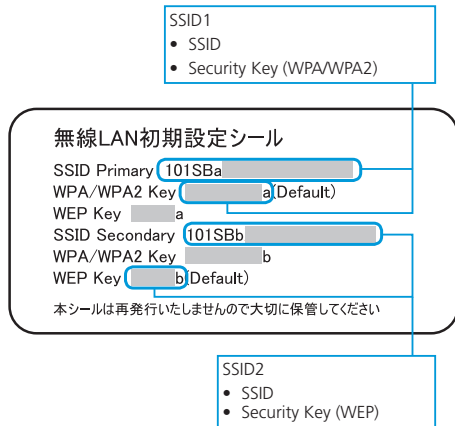 SSID1
• SSID
• Security Key (WPA/WPA2)
無線LAN初期設定シール
SSID Primary 101SBa
WPA/WPA2 Key a(Default)
WEP Key a
SSID Secondary 101SBb
WPA/WPA2 Key b
WEP Key b(Default)
本シールは再発行いたしませんので大切に保管してください
SSID2
• SSID
• Security Key (WEP)